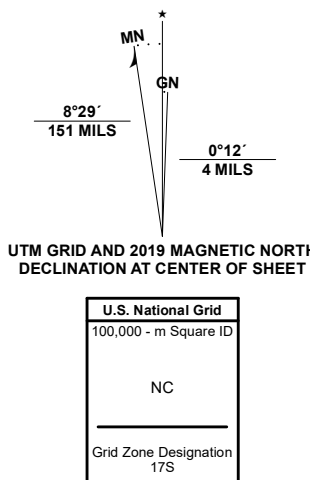 ★
MN
GN
8°29´
151 MILS
0°12´
4 MILS
UTM GRID AND 2019 MAGNETIC NORTH
DECLINATION AT CENTER OF SHEET
U.S. National Grid
100,000 - m Square ID
NC
Grid Zone Designation
17S